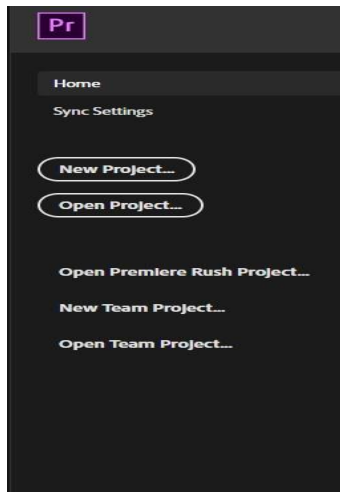 Pr
Home
Sync Settings
New Project...
Open Project...
Open Premiere Rush Project...
New Team Project...
Open Team Project...